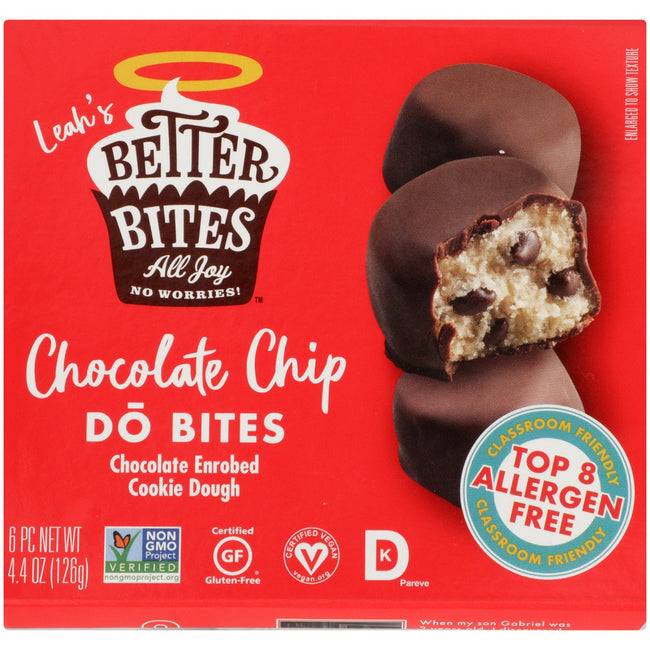 Leah's
BETTER
BITES
All Joy
NO WORRIES!
™
ENLARGED TO SHOW TEXTURE
Chocolate Chip
DŌ BITES
Chocolate Enrobed
Cookie Dough
CLASSROOM FRIENDLY
TOP 8
ALLERGEN
FREE
CLASSROOM FRIENDLY
6 PC NET WT
4.4 OZ (126g)
NON
GMO
Project
VERIFIED
nongmoproject.org
Certified
GF
Gluten-Free
CERTIFIED VEGAN
V
vegan.org
K
D
Pareve
When my son Gabriel was